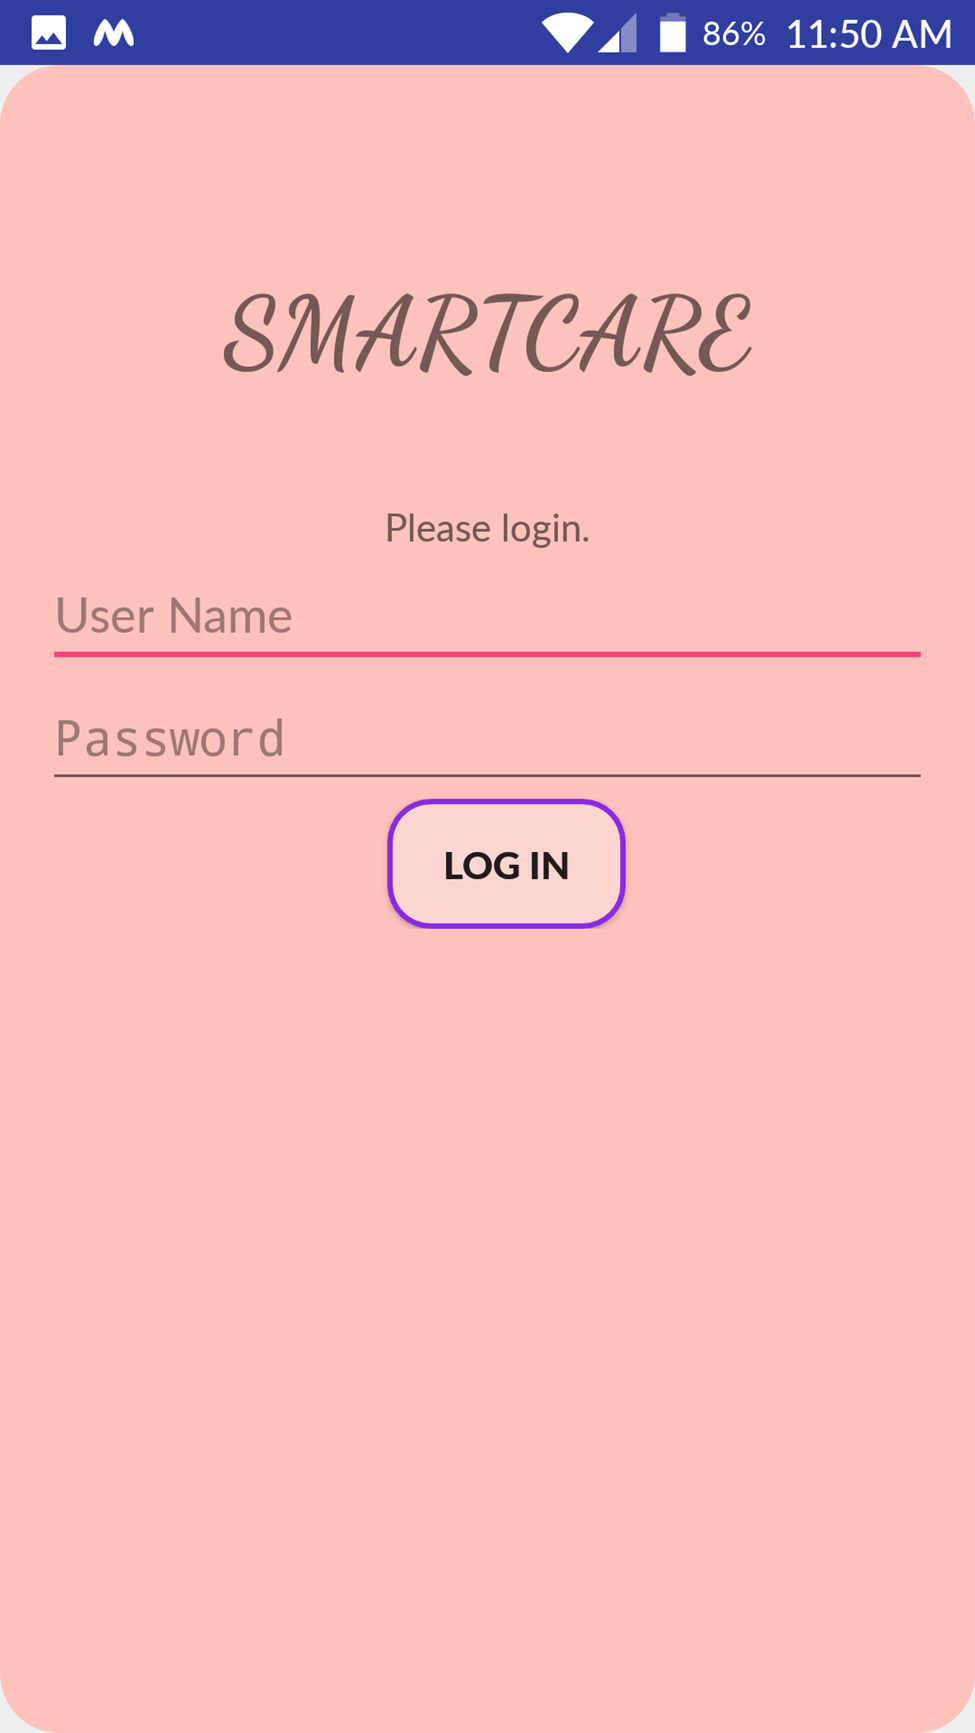 86% 11:50 AM
SMARTCARE
Please login.
User Name
Password
LOG IN